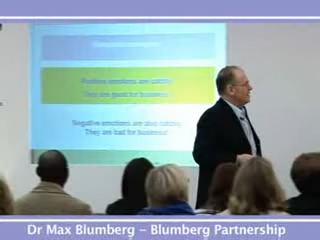 Positive emotions are catchy
They are good for business!
Negative emotions are also catchy
They are bad for business!
Dr Max Blumberg - Blumberg Partnership